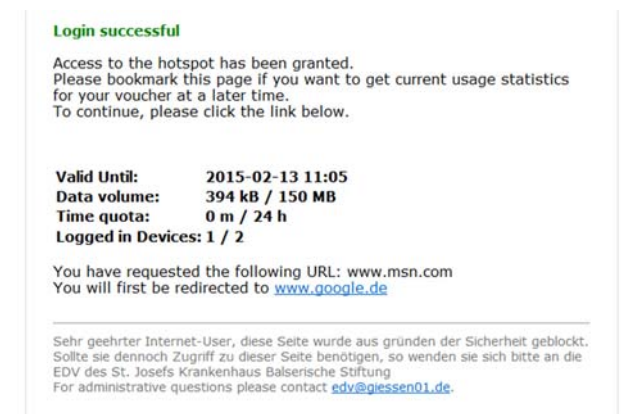 Login successful
Access to the hotspot has been granted.
Please bookmark this page if you want to get current usage statistics
for your voucher at a later time.
To continue, please click the link below.
Valid Until: 2015-02-13 11:05
Data volume: 394 kB / 150 MB
Time quota: 0 m / 24 h
Logged in Devices: 1 / 2
You have requested the following URL: www.msn.com
You will first be redirected to www.google.de
Sehr geehrter Internet-User, diese Seite wurde aus gründen der Sicherheit geblockt.
Sollte sie dennoch Zugriff zu dieser Seite benötigen, so wenden sie sich bitte an die
EDV des St. Josefs Krankenhaus Balserische Stiftung
For administrative questions please contact edv@giessen01.de.